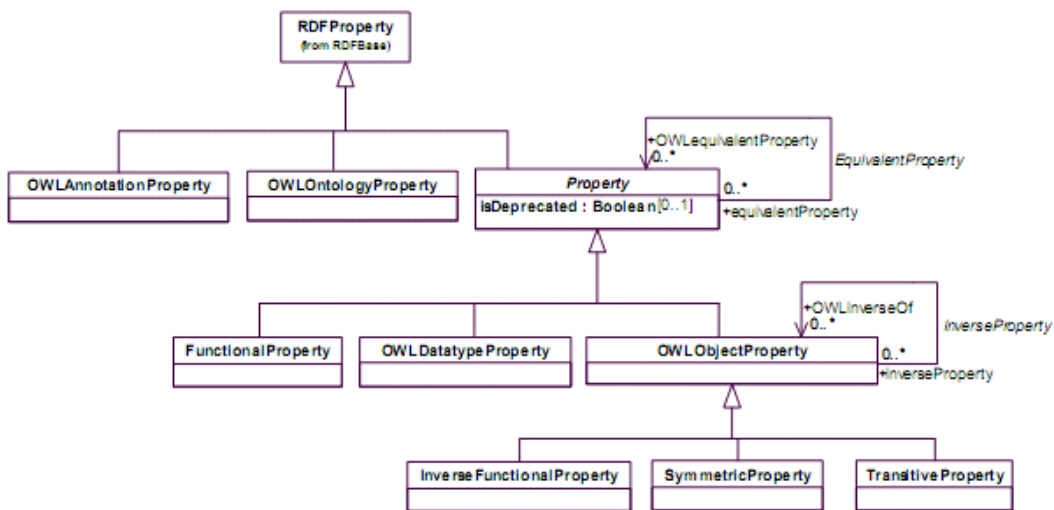 RDFProperty
(from RDFBase)
+OWLequivalentProperty
0..*
EquivalentProperty
OWLAnnotationProperty
OWLOntologyProperty
Property
0..*
isDeprecated : Boolean[0..1]
+equivalentProperty
+OWLinverseOf
0..*
InverseProperty
FunctionalProperty
OWLDatatypeProperty
OWLObjectProperty
0..*
+inverseProperty
InverseFunctionalProperty
SymmetricProperty
TransitiveProperty